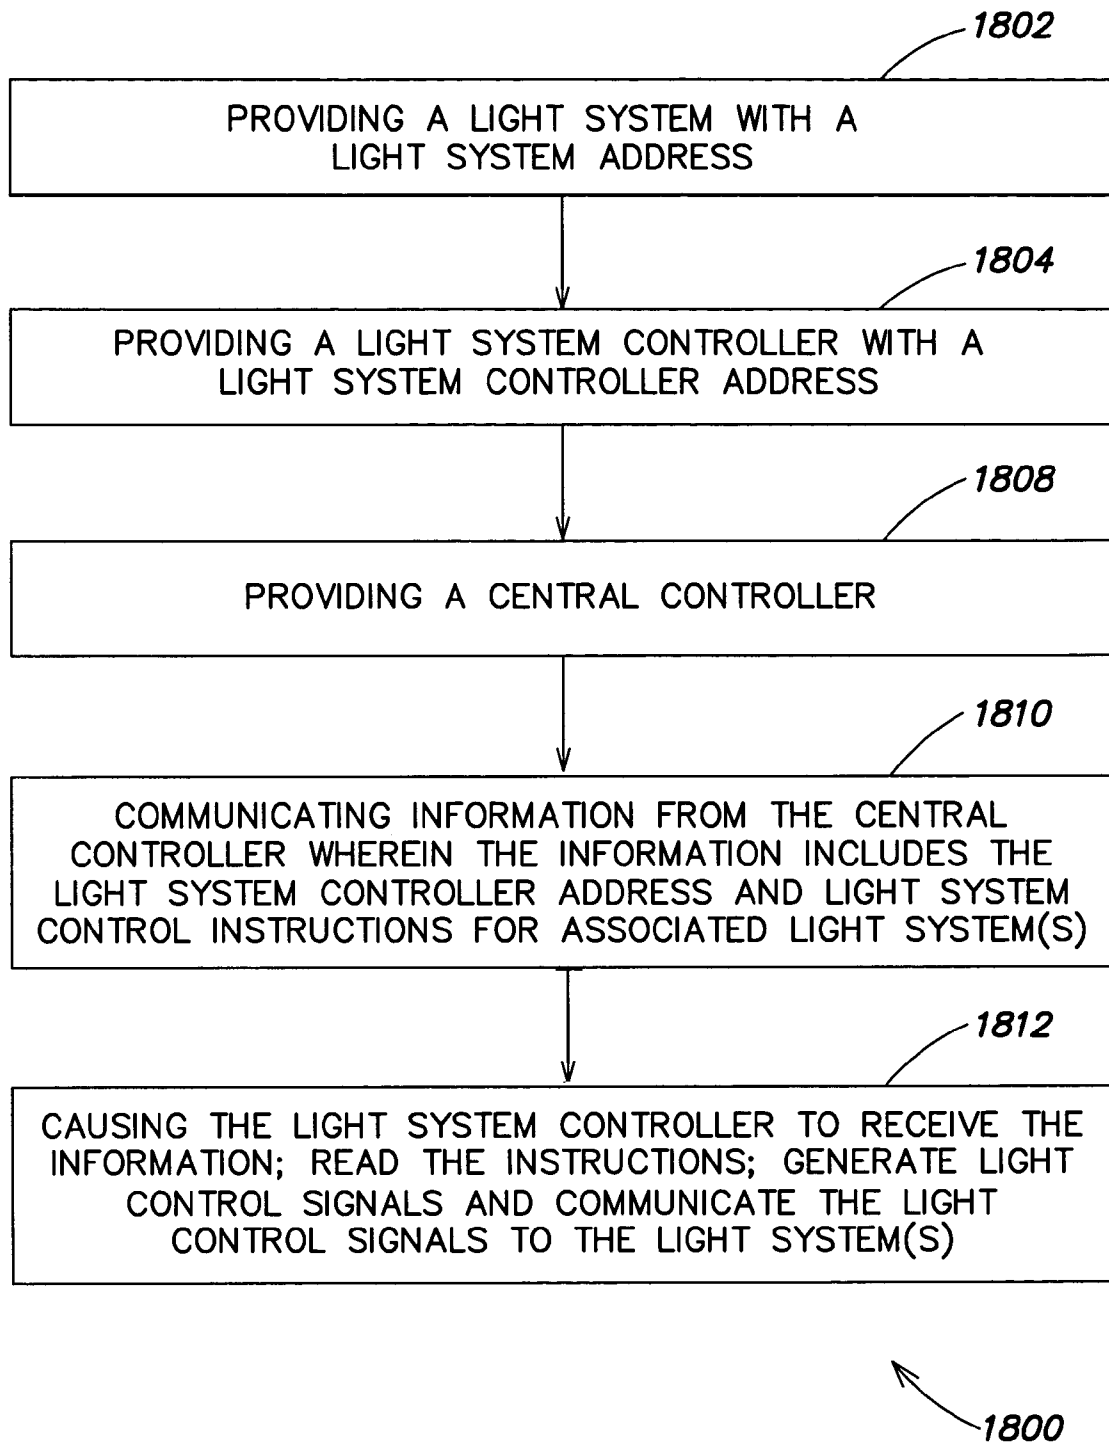 1802
PROVIDING A LIGHT SYSTEM WITH A
LIGHT SYSTEM ADDRESS
1804
PROVIDING A LIGHT SYSTEM CONTROLLER WITH A
LIGHT SYSTEM CONTROLLER ADDRESS
1808
PROVIDING A CENTRAL CONTROLLER
1810
COMMUNICATING INFORMATION FROM THE CENTRAL
CONTROLLER WHEREIN THE INFORMATION INCLUDES THE
LIGHT SYSTEM CONTROLLER ADDRESS AND LIGHT SYSTEM
CONTROL INSTRUCTIONS FOR ASSOCIATED LIGHT SYSTEM(S)
1812
CAUSING THE LIGHT SYSTEM CONTROLLER TO RECEIVE THE
INFORMATION; READ THE INSTRUCTIONS; GENERATE LIGHT
CONTROL SIGNALS AND COMMUNICATE THE LIGHT
CONTROL SIGNALS TO THE LIGHT SYSTEM(S)
1800